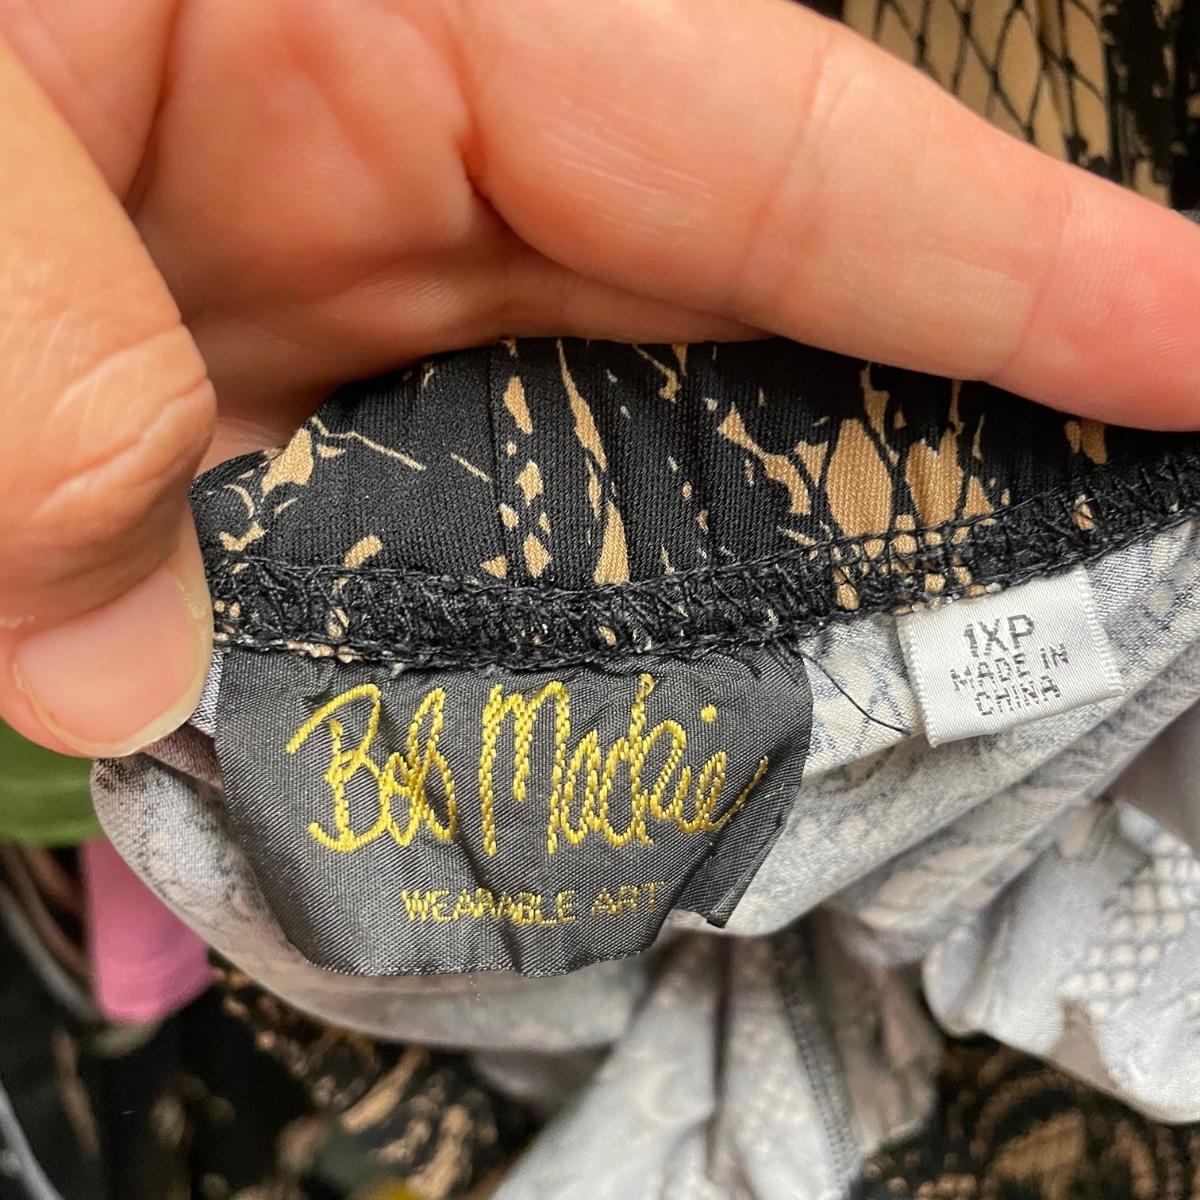 Bob Mackie
WEARABLE ART
1XP
MADE IN
CHINA